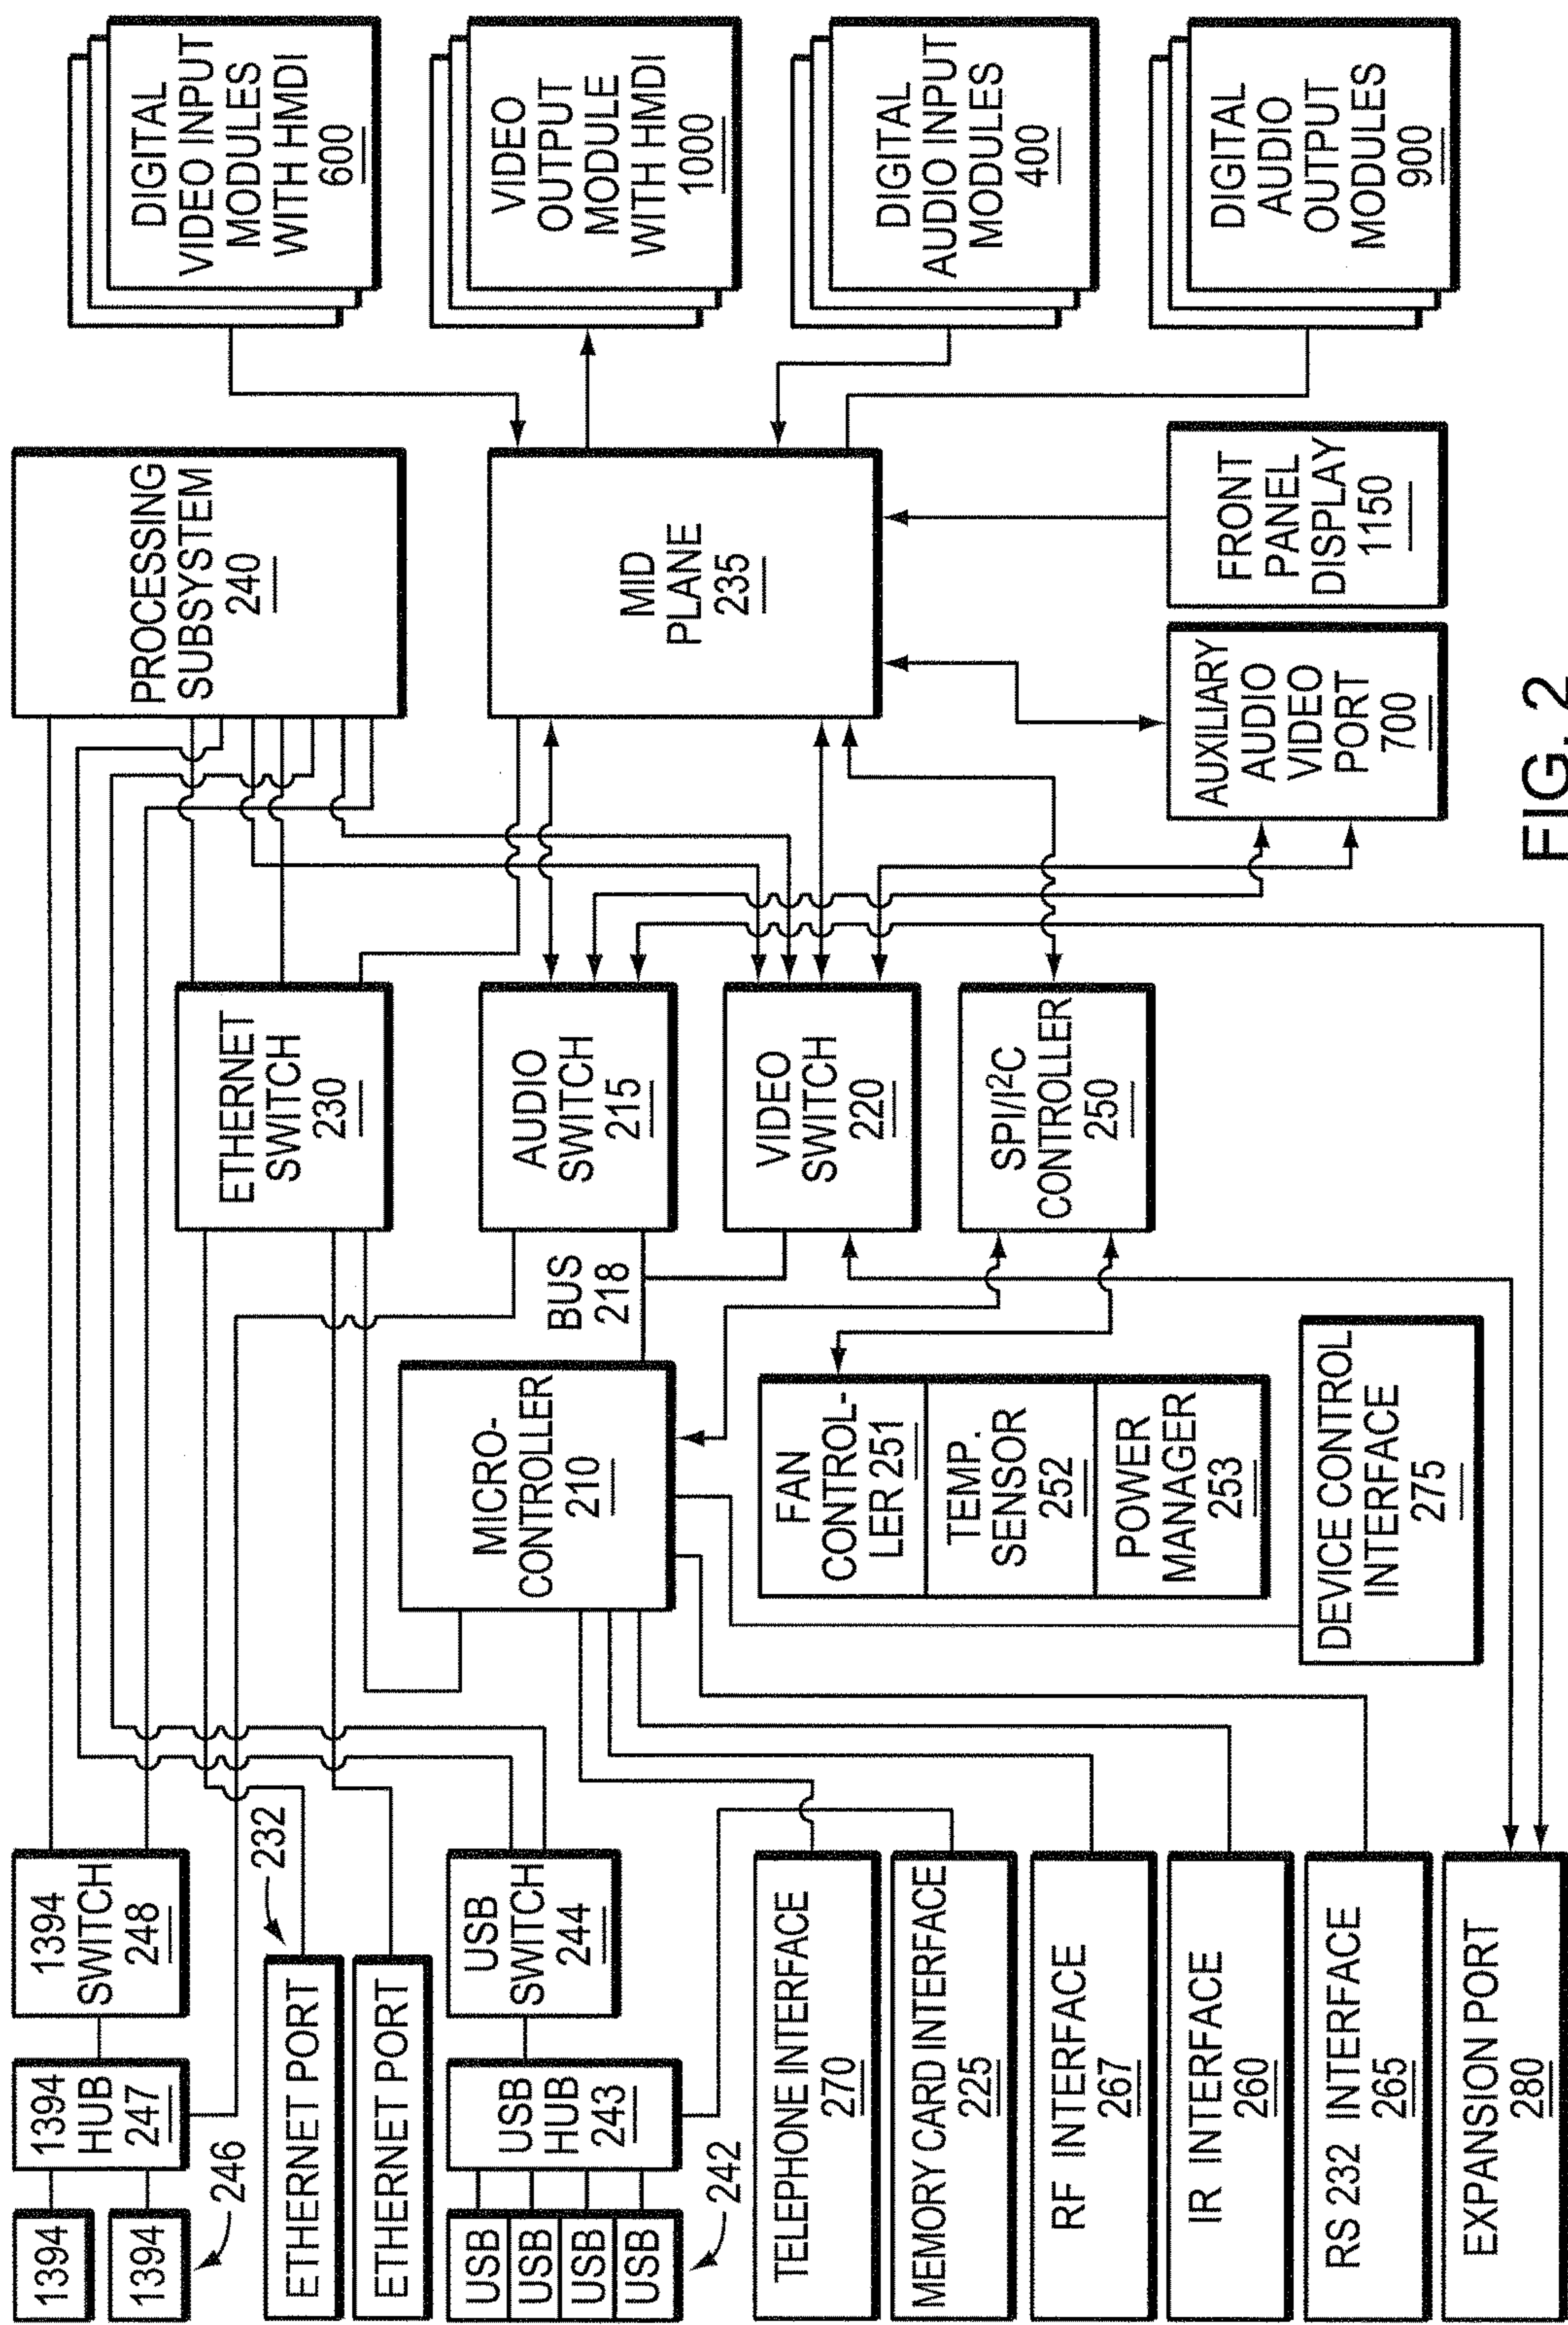 1394
1394
246
1394
HUB
247
1394
SWITCH
248
ETHERNET PORT
ETHERNET PORT
232
USB
USB
USB
USB
242
USB
HUB
243
USB
SWITCH
244
TELEPHONE INTERFACE
270
MEMORY CARD INTERFACE
225
RF INTERFACE
267
IR INTERFACE
260
RS 232 INTERFACE
265
EXPANSION PORT
280
MICRO-
CONTROLLER
210
BUS
218
FAN
CONTROL-
LER 251
TEMP.
SENSOR
252
POWER
MANAGER
253
DEVICE CONTROL
INTERFACE
275
ETHERNET
SWITCH
230
AUDIO
SWITCH
215
VIDEO
SWITCH
220
SPI/I²C
CONTROLLER
250
PROCESSING
SUBSYSTEM
240
MID
PLANE
235
AUXILIARY
AUDIO
VIDEO
PORT
700
FRONT
PANEL
DISPLAY
1150
DIGITAL
VIDEO INPUT
MODULES
WITH HMDI
600
VIDEO
OUTPUT
MODULE
WITH HMDI
1000
DIGITAL
AUDIO INPUT
MODULES
400
DIGITAL
AUDIO
OUTPUT
MODULES
900
FIG. 2